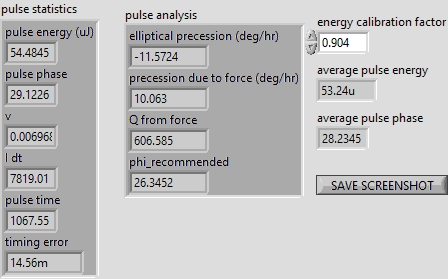 pulse statistics
pulse energy (uJ)
54.4845
pulse phase
29.1226
v
0.00696
I dt
7819.01
pulse time
1067.55
timing error
14.56m
pulse analysis
elliptical precession (deg/hr)
-11.5724
precession due to force (deg/hr)
10.063
Q from force
606.585
phi_recommended
26.3452
energy calibration factor
0.904
average pulse energy
53.24u
average pulse phase
28.2345
SAVE SCREENSHOT